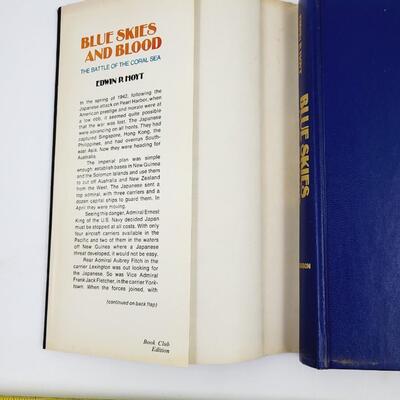 BLUE SKIES
AND BLOOD
THE BATTLE OF THE CORAL SEA
EDWIN P. HOYT
In the spring of 1942, following the
Japanese attack on Pearl Harbor, when
American prestige and morale were at
a low ebb, it seemed quite possible
that the war was lost. The Japanese
were advancing on all fronts. They had
captured Singapore, Hong Kong, the
Philippines, and had overrun South-
east Asia. Now they were heading for
Australia.
The imperial plan was simple
enough: establish bases in New Guinea
and the Solomon Islands and use them
to cut off Australia and New Zealand
from the West. The Japanese sent a
top admiral, with three carriers and a
dozen capital ships to guard them. In
April they were moving.
Seeing this danger, Admiral Ernest
King of the U.S. Navy decided Japan
must be stopped at all costs. With only
four aircraft carriers available in the
Pacific and two of them in the waters
off New Guinea where a Japanese
threat developed, it would not be easy.
Rear Admiral Aubrey Fitch in the
carrier Lexington was out looking for
the Japanese. So was Vice Admiral
Frank Jack Fletcher, in the carrier York-
town. When the forces joined, with
(continued on back flap)
Book Club
Edition
BLUE SKIES